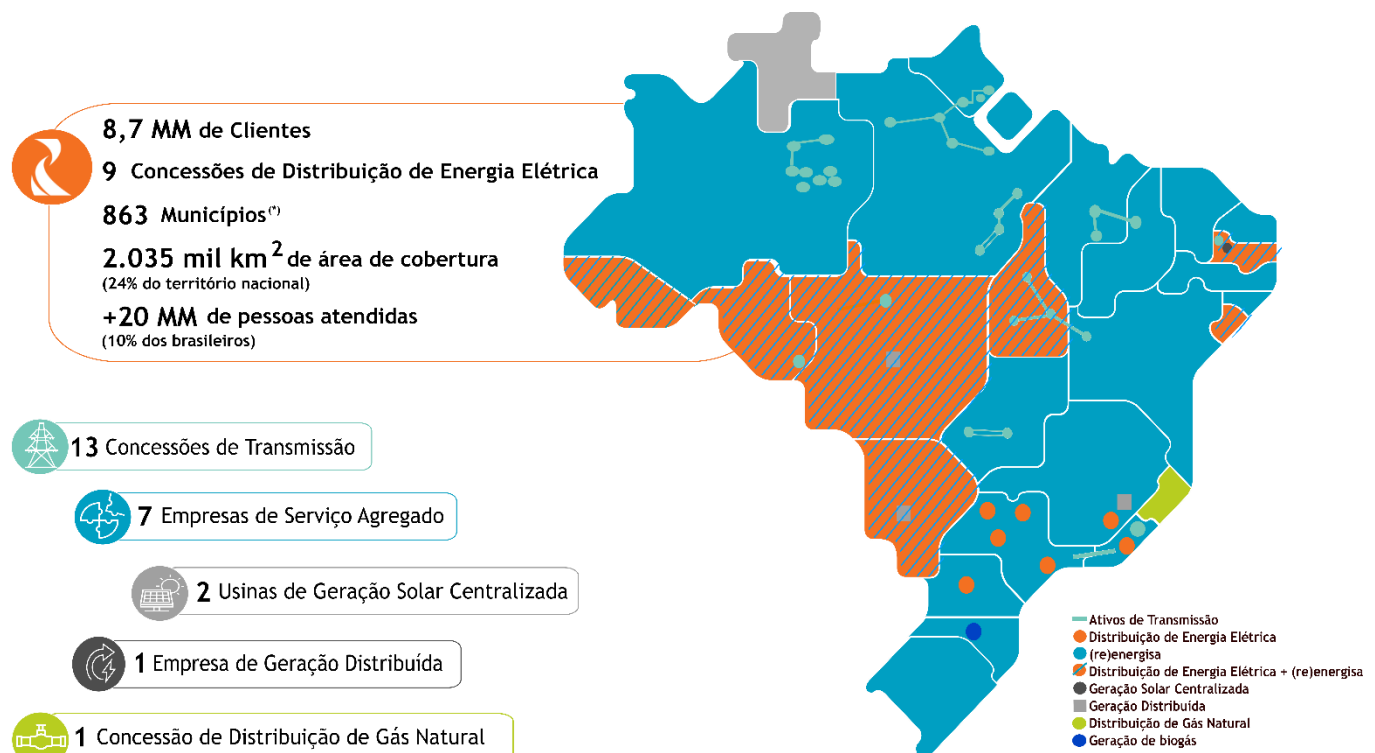 8,7 MM de Clientes
9 Concessões de Distribuição de Energia Elétrica
863 Municípios(*)
2.035 mil km² de área de cobertura
(24% do território nacional)
+20 MM de pessoas atendidas
(10% dos brasileiros)
13 Concessões de Transmissão
7 Empresas de Serviço Agregado
2 Usinas de Geração Solar Centralizada
1 Empresa de Geração Distribuída
1 Concessão de Distribuição de Gás Natural
Ativos de Transmissão
Distribuição de Energia Elétrica
(re)energisa
Distribuição de Energia Elétrica + (re)energisa
Geração Solar Centralizada
Geração Distribuída
Distribuição de Gás Natural
Geração de biogás